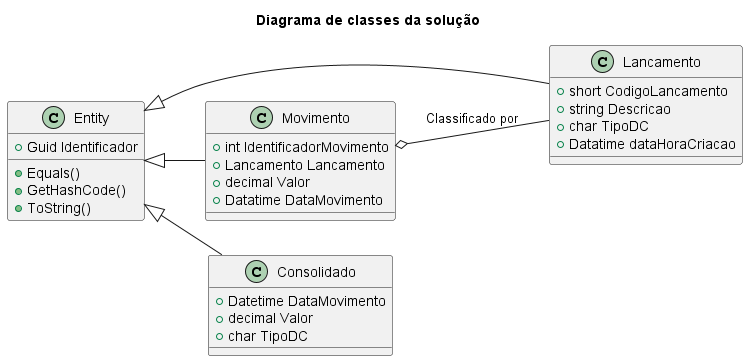 Diagrama de classes da solução
C Entity
Guid Identificador
Equals()
GetHashCode()
ToString()
C Movimento
int IdentificadorMovimento
Lancamento Lancamento
decimal Valor
Datatime DataMovimento
Classificado por
C Lancamento
short CodigoLancamento
string Descricao
char TipoDC
Datatime dataHoraCriacao
C Consolidado
Datetime DataMovimento
decimal Valor
char TipoDC